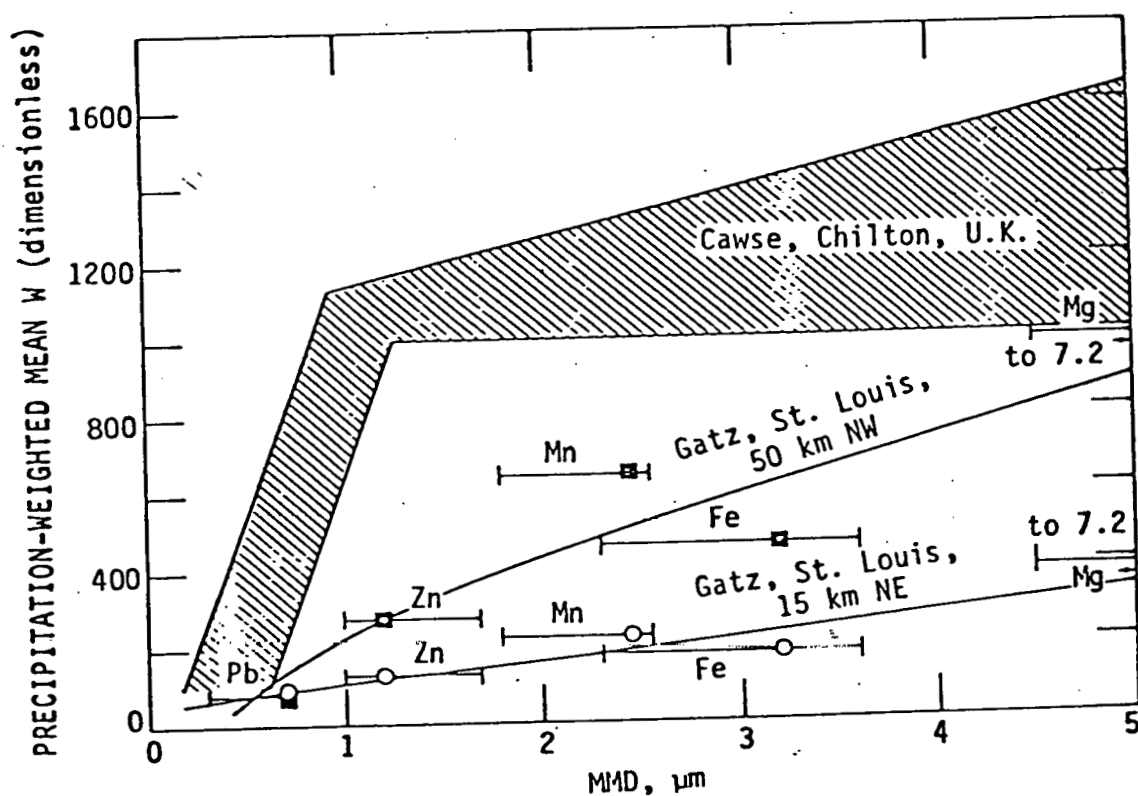 PRECIPITATION-WEIGHTED MEAN W (dimensionless)
1600
1200
800
400
0
Cawse, Chilton, U.K.
Mg
to 7.2
Gatz, St. Louis,
50 km NW
Mn
Fe
to 7.2
Gatz, St. Louis,
15 km NE
Mg
Zn
Mn
Pb
Zn
Fe
0 1 2 3 4 5
MMD, μm